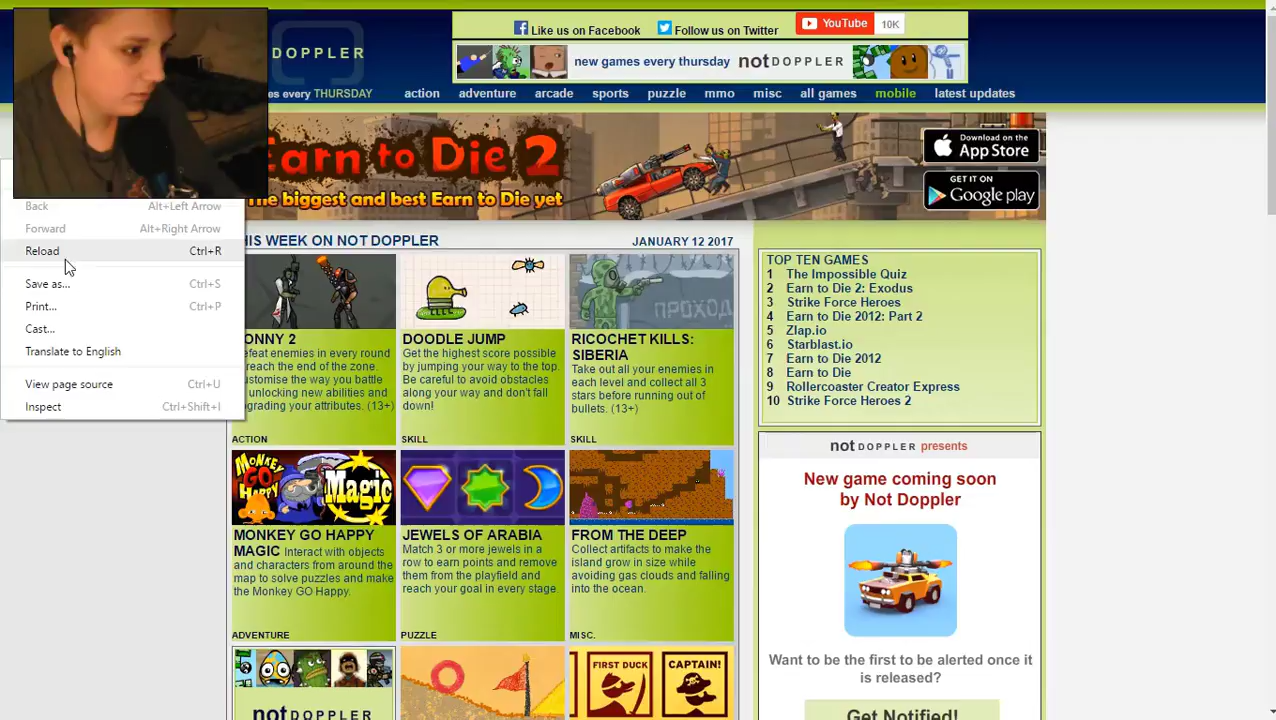 Like us on Facebook
Follow us on Twitter
YouTube
10K
DOPPLER
new games every thursday
notDOPPLER
es every THURSDAY
action
adventure
arcade
sports
puzzle
mmo
misc
all games
mobile
latest updates
Earn to Die 2
The biggest and best Earn to Die yet
Download on the
App Store
GET IT ON
Google play
Back Alt+Left Arrow
Forward Alt+Right Arrow
Reload Ctrl+R
Save as... Ctrl+S
Print... Ctrl+P
Cast...
Translate to English
View page source Ctrl+U
Inspect Ctrl+Shift+I
HIS WEEK ON NOT DOPPLER
JANUARY 12 2017
ONNY 2
efeat enemies in every round
reach the end of the zone.
ustomise the way you battle
unlocking new abilities and
grading your attributes. (13+)
ACTION
DOODLE JUMP
Get the highest score possible
by jumping your way to the top.
Be careful to avoid obstacles
along your way and don't fall
down!
SKILL
ПРОХОД
RICOCHET KILLS:
SIBERIA
Take out all your enemies in
each level and collect all 3
stars before running out of
bullets. (13+)
SKILL
MONKEY
GO
HAPPY
Magic
MONKEY GO HAPPY
MAGIC Interact with objects
and characters from around the
map to solve puzzles and make
the Monkey GO Happy.
ADVENTURE
JEWELS OF ARABIA
Match 3 or more jewels in a
row to earn points and remove
them from the playfield and
reach your goal in every stage.
PUZZLE
FROM THE DEEP
Collect artifacts to make the
island grow in size while
avoiding gas clouds and falling
into the ocean.
MISC.
notDOPPLER
FIRST DUCK
CAPTAIN!
TOP TEN GAMES
1 The Impossible Quiz
2 Earn to Die 2: Exodus
3 Strike Force Heroes
4 Earn to Die 2012: Part 2
5 Zlap.io
6 Starblast.io
7 Earn to Die 2012
8 Earn to Die
9 Rollercoaster Creator Express
10 Strike Force Heroes 2
notDOPPLER presents
New game coming soon
by Not Doppler
Want to be the first to be alerted once it
is released?
Get Notified!